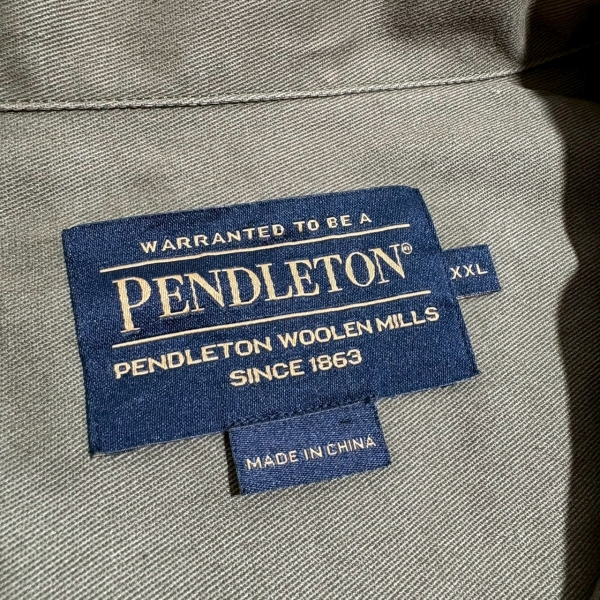 WARRANTED TO BE A
PENDLETON®
XXL
PENDLETON WOOLEN MILLS
SINCE 1863
MADE IN CHINA